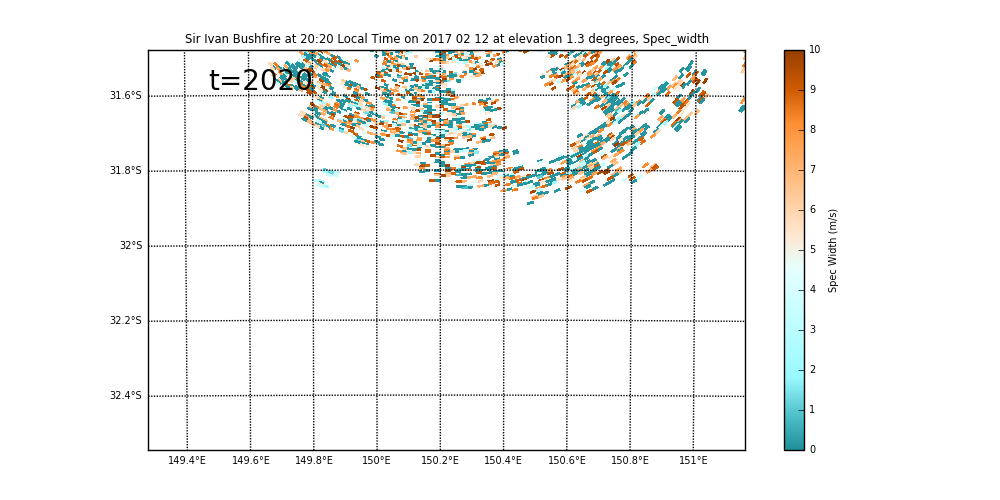 Sir Ivan Bushfire at 20:20 Local Time on 2017 02 12 at elevation 1.3 degrees, Spec_width
t=2020
31.6°S
31.8°S
32°S
32.2°S
32.4°S
149.4°E 149.6°E 149.8°E 150°E 150.2°E 150.4°E 150.6°E 150.8°E 151°E
10
9
8
7
6
5
4
3
2
1
0
Spec Width (m/s)